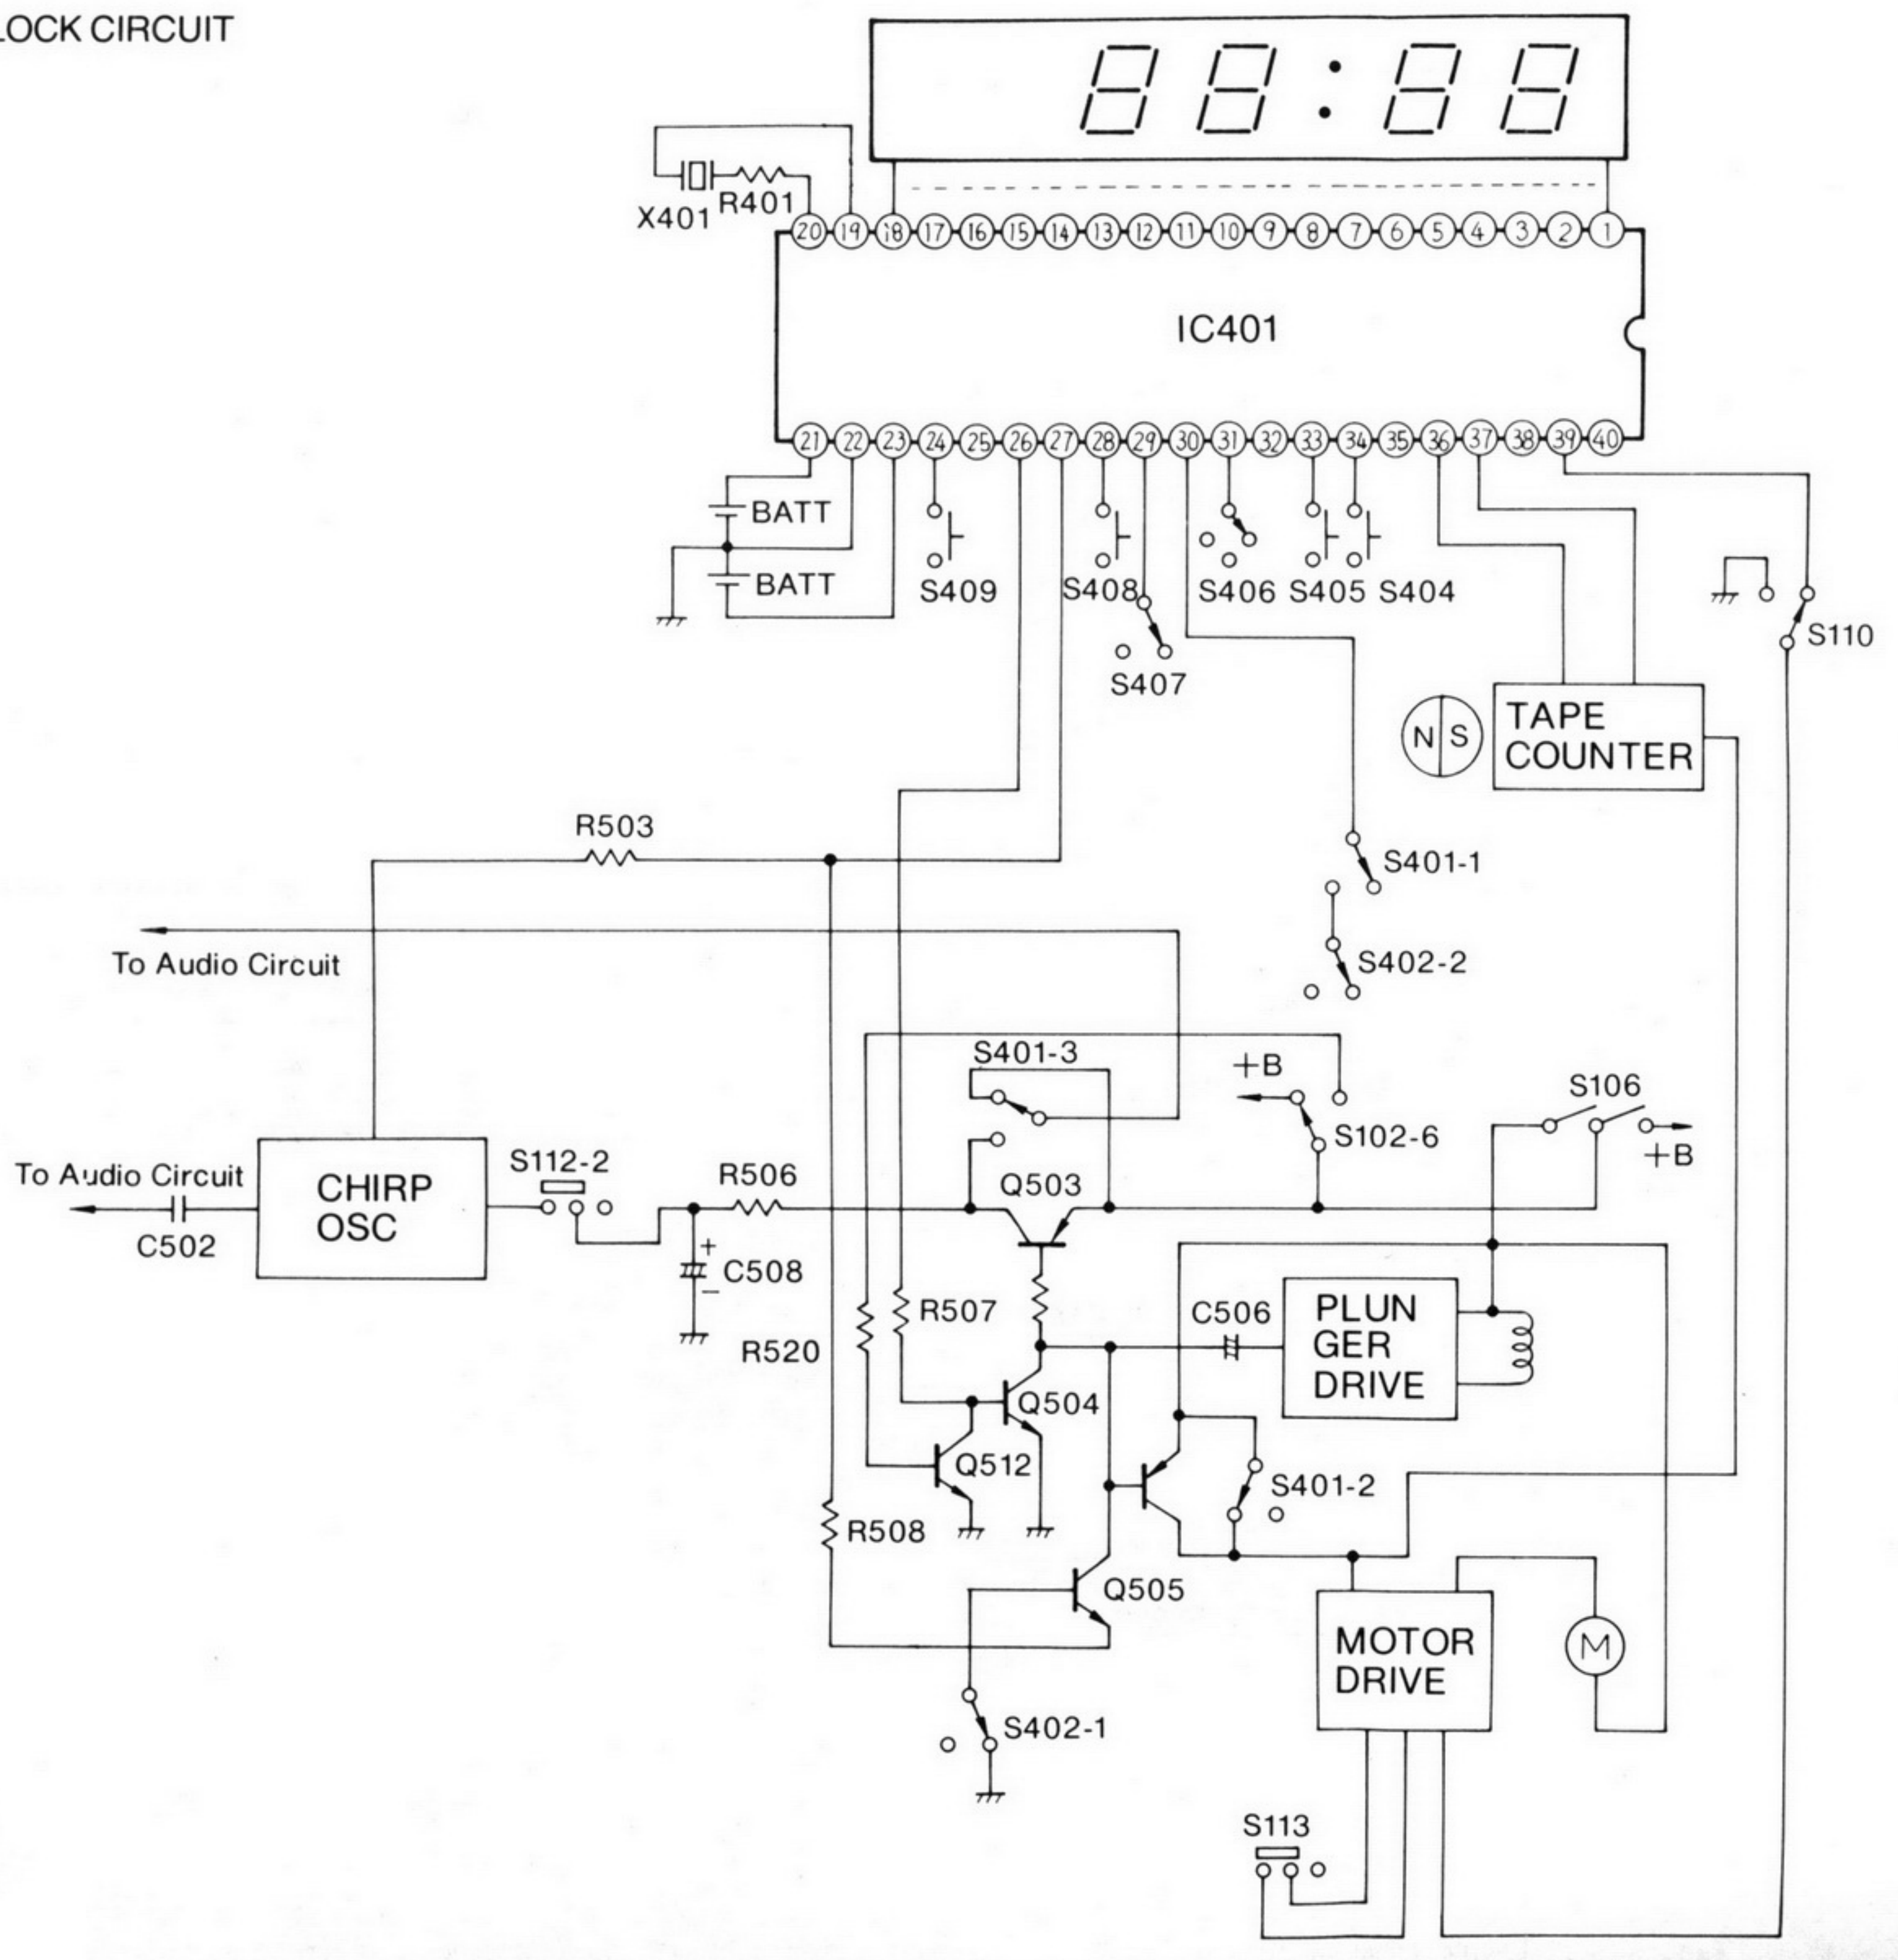 LOCK CIRCUIT
X401
R401
20 19 18 17 16 15 14 13 12 11 10 9 8 7 6 5 4 3 2 1
IC401
21 22 23 24 25 26 27 28 29 30 31 32 33 34 35 36 37 38 39 40
BATT
BATT
S409
S408
S406
S405
S404
S110
S407
N S
TAPE
COUNTER
R503
S401-1
To Audio Circuit
S402-2
S401-3
+B
S106
S102-6
+B
To Audio Circuit
S112-2
R506
Q503
CHIRP
OSC
C502
+
C508
−
R507
C506
PLUN
GER
DRIVE
R520
Q504
Q512
S401-2
R508
Q505
MOTOR
DRIVE
M
S402-1
S113